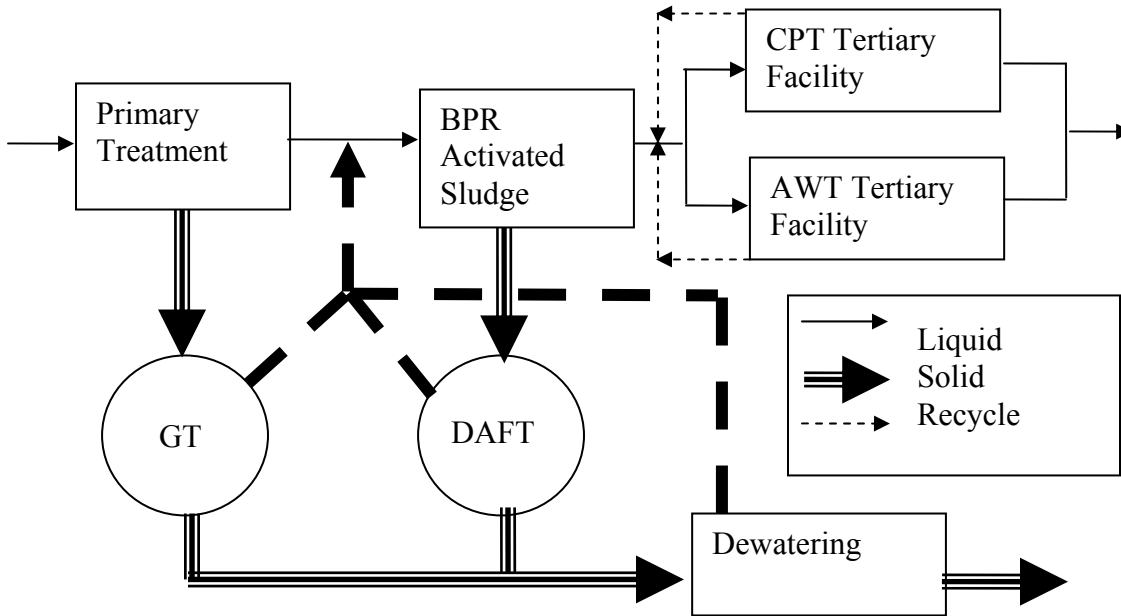 CPT Tertiary
Facility
Primary
Treatment
BPR
Activated
Sludge
AWT Tertiary
Facility
Liquid
Solid
Recycle
GT
DAFT
Dewatering